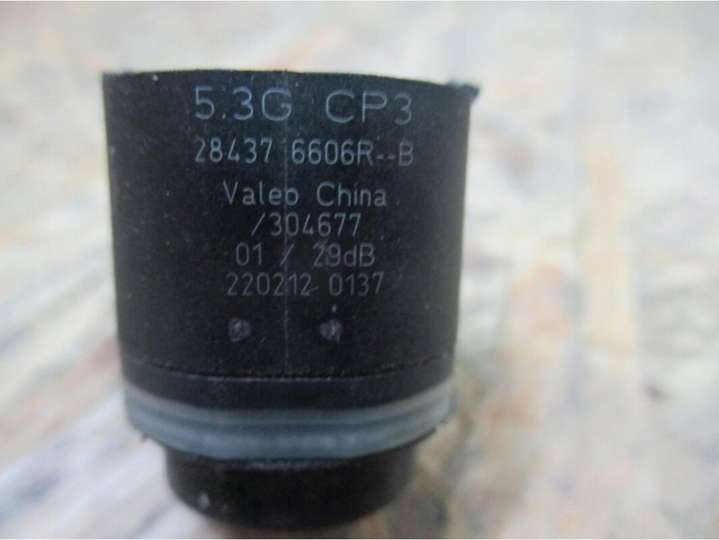 5.3G CP3
28437 6606R--B
Valeo China
/304677
01 / 29dB
220212 0137